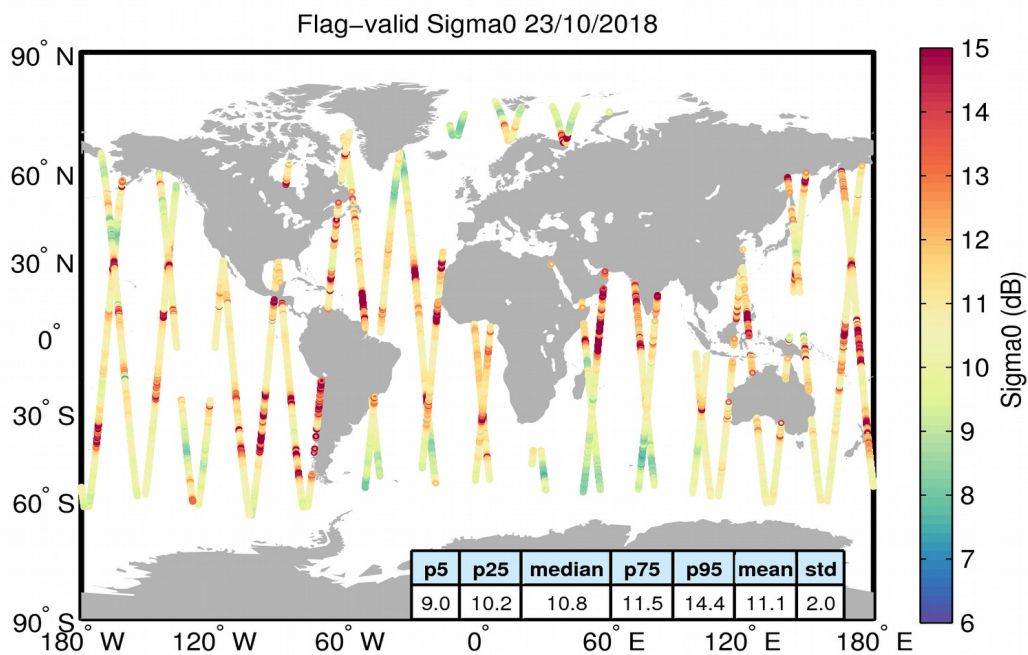 Flag−valid Sigma0 23/10/2018
90° N
60° N
30° N
0°
30° S
60° S
90° S
180° W
120° W
60° W
0°
60° E
120° E
180° E
15
14
13
12
11
10
9
8
7
6
Sigma0 (dB)
p5 p25 median p75 p95 mean std
9.0 10.2 10.8 11.5 14.4 11.1 2.0